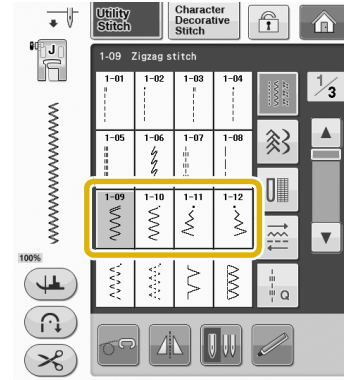 Utility
Stitch
Character
Decorative
Stitch
J
1-09 Zigzag stitch
1/3
1-01 1-02 1-03 1-04
1-05 1-06 1-07 1-08
1-09 1-10 1-11 1-12
100%
Q